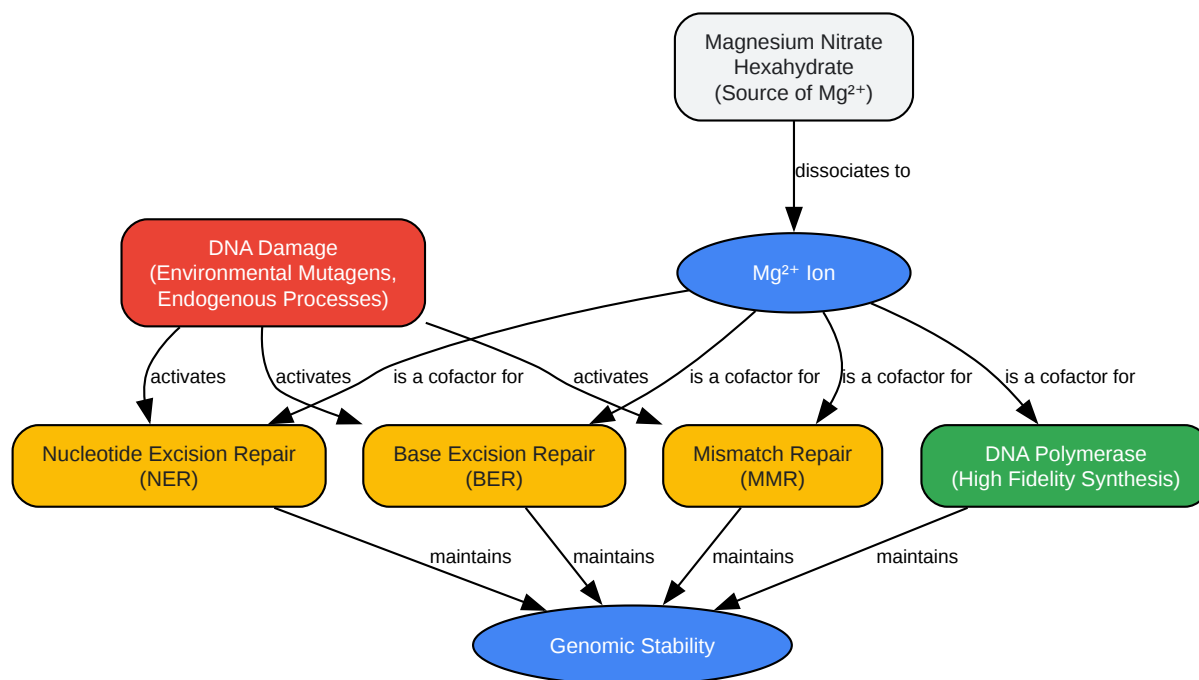 Magnesium Nitrate
Hexahydrate
(Source of Mg²⁺)
dissociates to
DNA Damage
(Environmental Mutagens,
Endogenous Processes)
Mg²⁺ Ion
activates
activates
is a cofactor for
activates
is a cofactor for
is a cofactor for
is a cofactor for
Nucleotide Excision Repair
(NER)
Base Excision Repair
(BER)
Mismatch Repair
(MMR)
DNA Polymerase
(High Fidelity Synthesis)
maintains
maintains
maintains
maintains
Genomic Stability